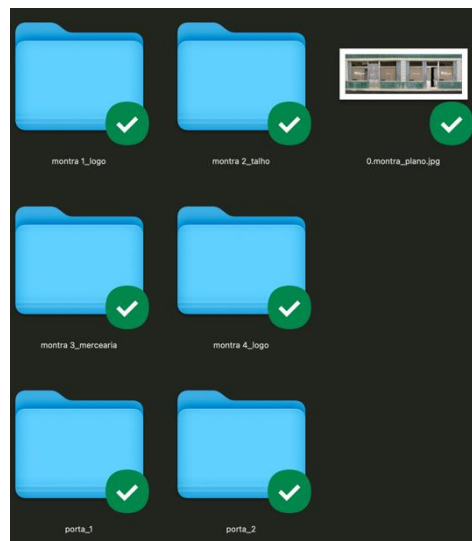 montra 1_logo
montra 2_talho
0.montra_plano.jpg
montra 3_mercearia
montra 4_logo
porta_1
porta_2